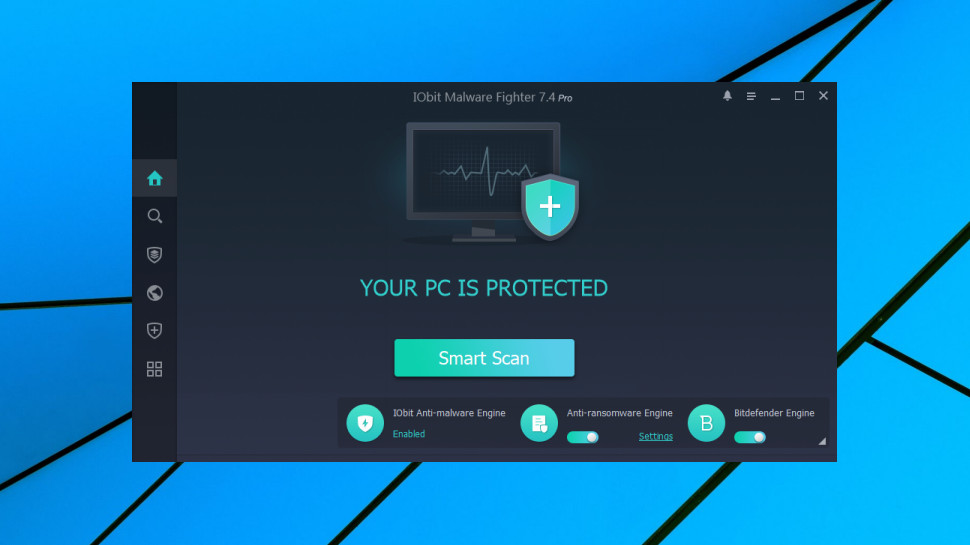 IObit Malware Fighter 7.4 Pro
YOUR PC IS PROTECTED
Smart Scan
IObit Anti-malware Engine
Enabled
Anti-ransomware Engine
Settings
B
Bitdefender Engine